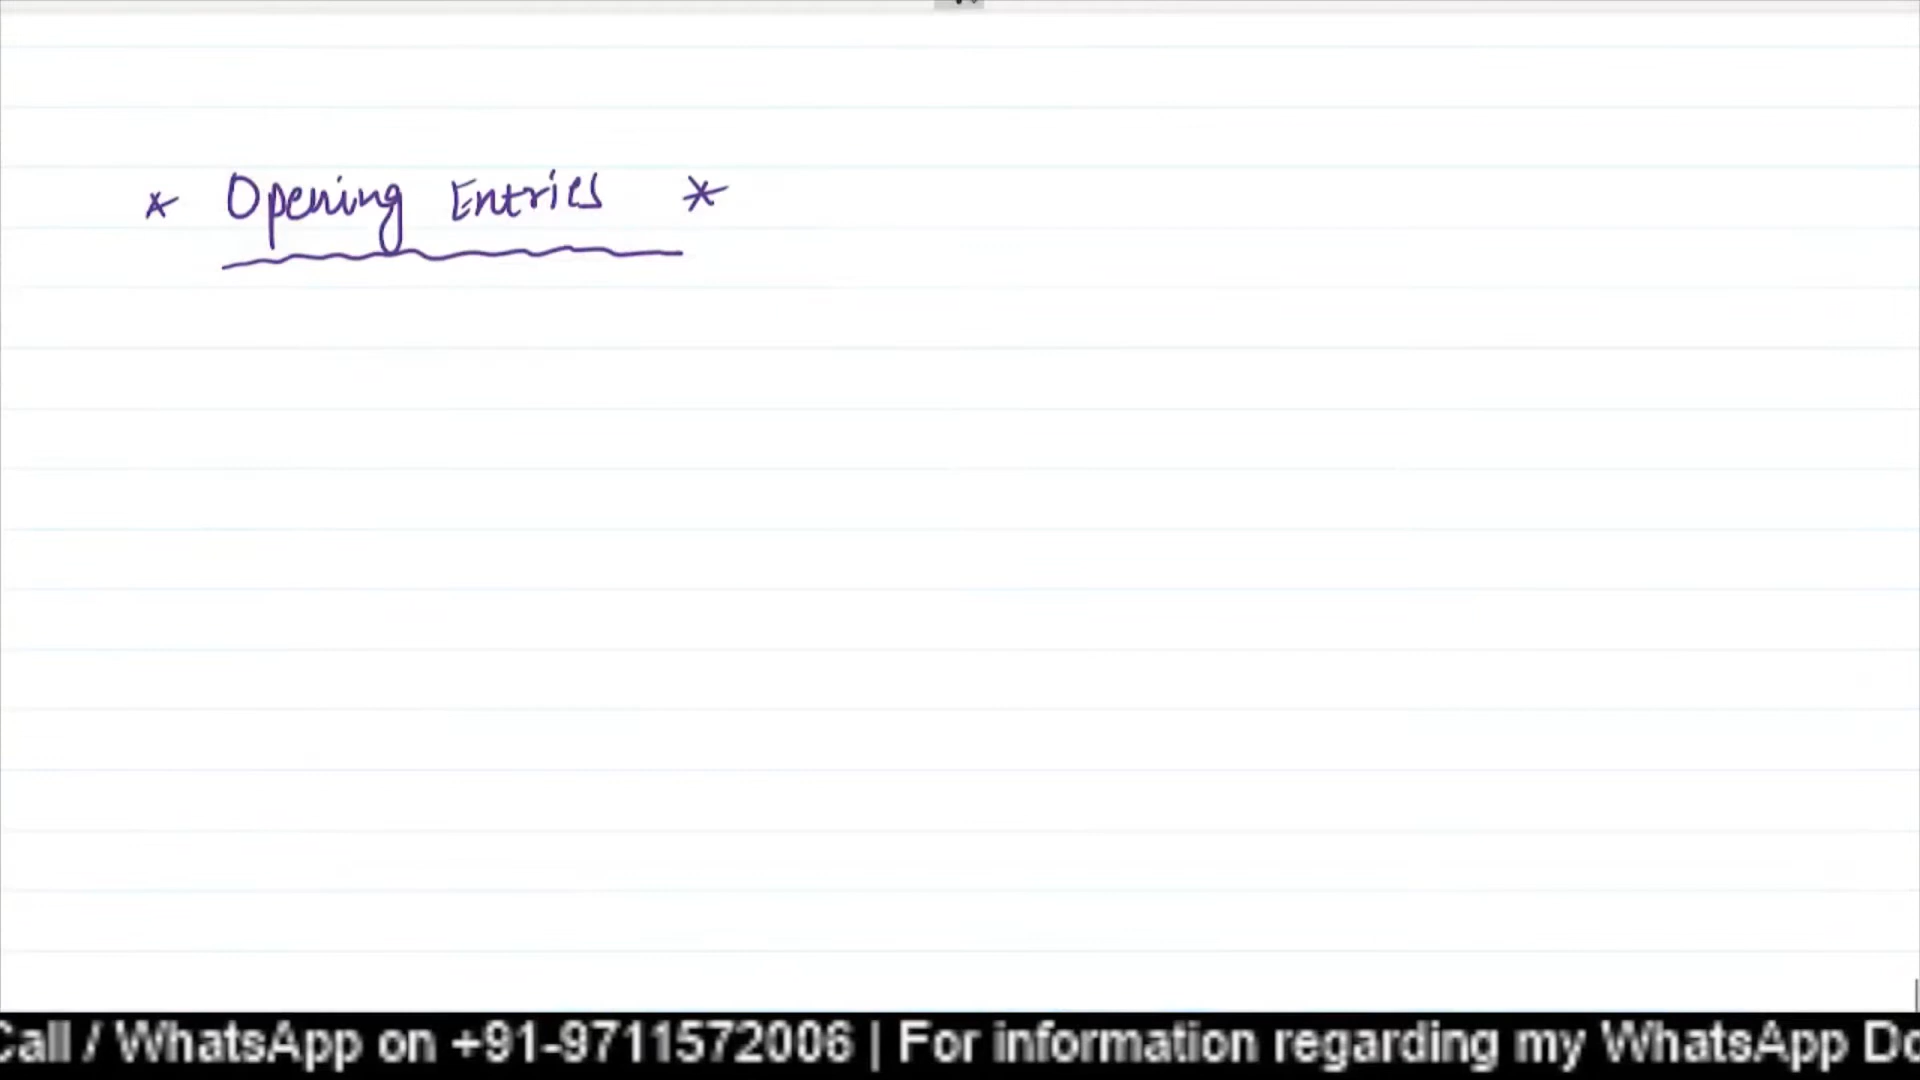 * Opening Entries *
Call / WhatsApp on +91-9711572006 | For information regarding my WhatsApp Do